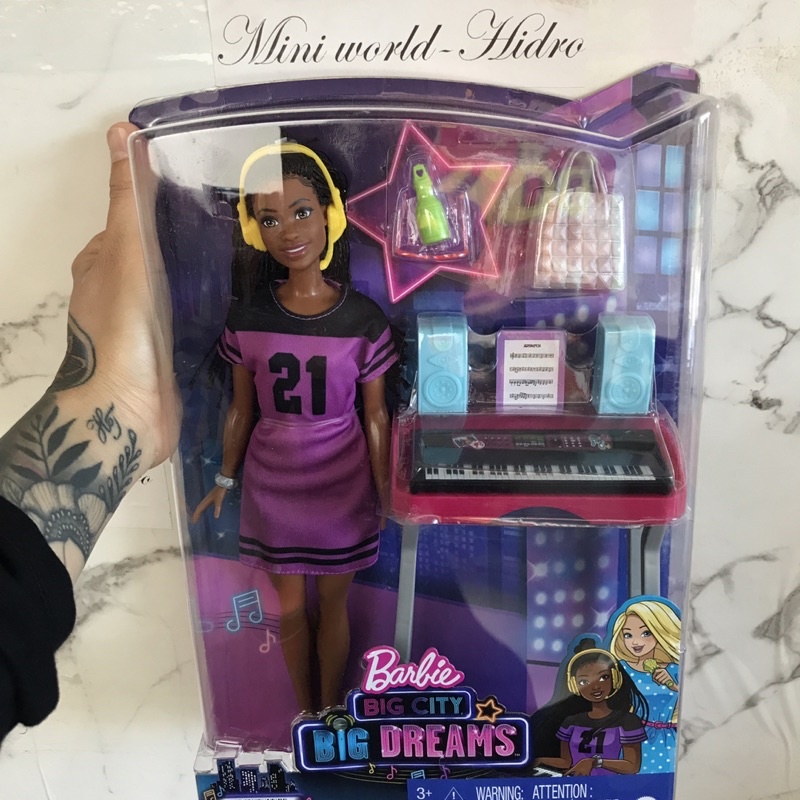 Mini world-Hidro
21
Barbie
BIG CITY
BIG DREAMS
21
3+ WARNING: ATTENTION: